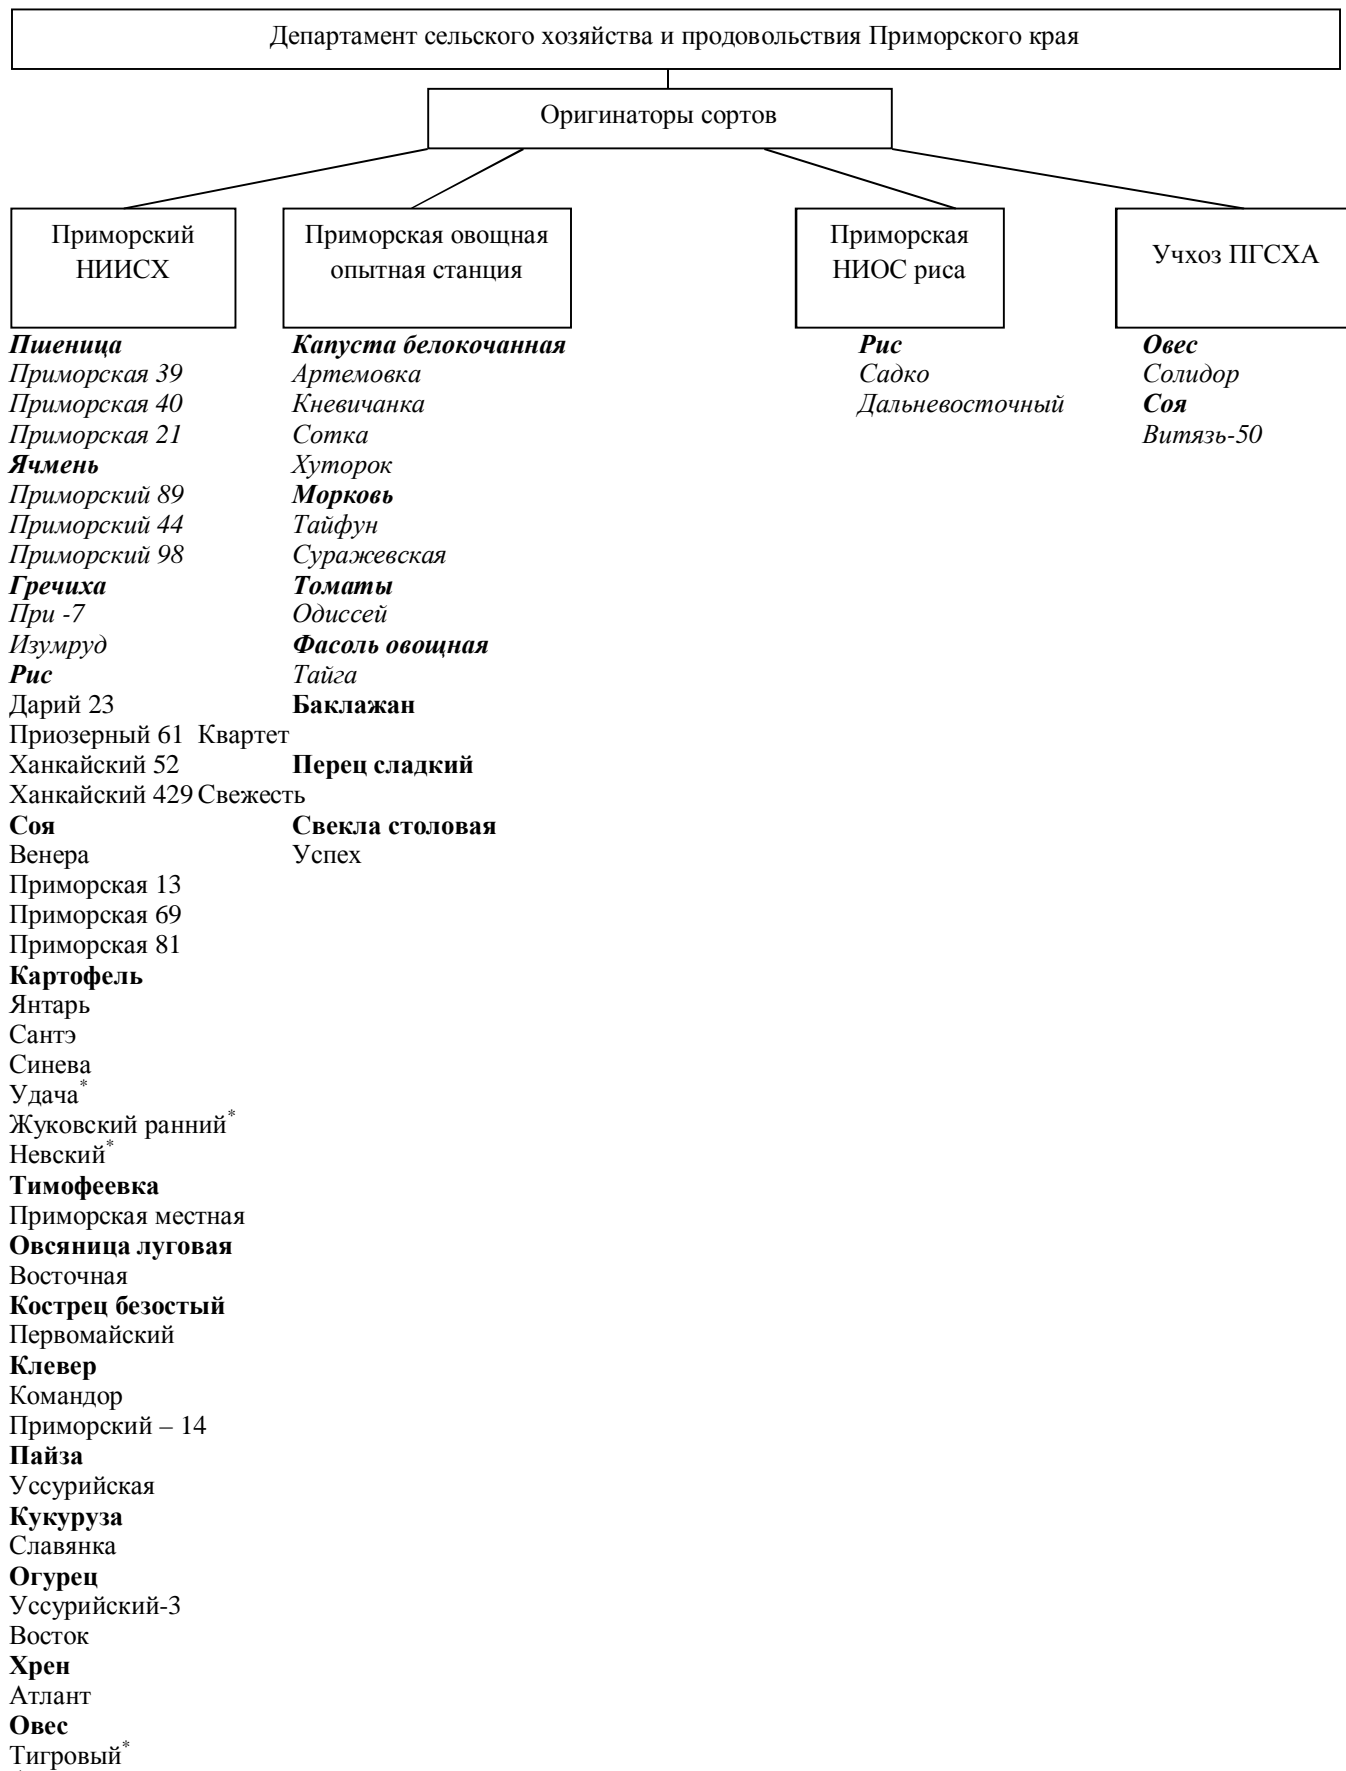 Департамент сельского хозяйства и продовольствия Приморского края
Оригинаторы сортов
Приморский
НИИСХ
Приморская овощная
опытная станция
Приморская
НИОС риса
Учхоз ПГСХА
Пшеница
Приморская 39
Приморская 40
Приморская 21
Ячмень
Приморский 89
Приморский 44
Приморский 98
Гречиха
При -7
Изумруд
Рис
Дарий 23
Приозерный 61
Ханкайский 52
Ханкайский 429
Соя
Венера
Приморская 13
Приморская 69
Приморская 81
Картофель
Янтарь
Сантэ
Синева
Удача*
Жуковский ранний*
Невский*
Тимофеевка
Приморская местная
Овсяница луговая
Восточная
Кострец безостый
Первомайский
Клевер
Командор
Приморский – 14
Пайза
Уссурийская
Кукуруза
Славянка
Огурец
Уссурийский-3
Восток
Хрен
Атлант
Овес
Тигровый*
Капуста белокочанная
Артемовка
Кневичанка
Сотка
Хуторок
Морковь
Тайфун
Суражевская
Томаты
Одиссей
Фасоль овощная
Тайга
Баклажан
Квартет
Перец сладкий
Свежесть
Свекла столовая
Успех
Рис
Садко
Дальневосточный
Овес
Солидор
Соя
Витязь-50